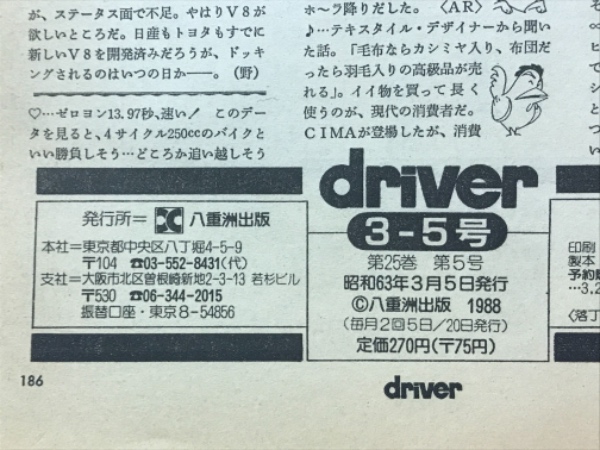 が、ステータス面で不足。やはりV8が
欲しいところだ。日産もトヨタもすでに
新しいV8を開発済みだろうが、ドッキ
ングされるのはいつの日か──。(野)
♡…ゼロヨン13.97秒、速い! このデー
タを見ると、4サイクル250ccのバイクと
いい勝負しそう…どころか追い越しそう
ホーラ降りだした。〈AR〉
♪…テキスタイル・デザイナーから聞い
た話。「毛布ならカシミヤ入り、布団だ
ったら羽毛入りの高級品が売
れる」。イイ物を買って長く
使うのが、現代の消費者だ。
CIMAが登場したが、消費
発行所=八重洲出版
本社=東京都中央区八丁堀4-5-9
〒104 ☎03-552-8431(代)
支社=大阪市北区曽根崎新地2-3-13 若杉ビル
〒530 ☎06-344-2015
振替口座・東京8-54856
driver
3-5号
第25巻 第5号
昭和63年3月5日発行
©八重洲出版 1988
(毎月2回5日/20日発行)
定価270円(〒75円)
印刷
製本
予約
…3.2
〈落丁
186
driver